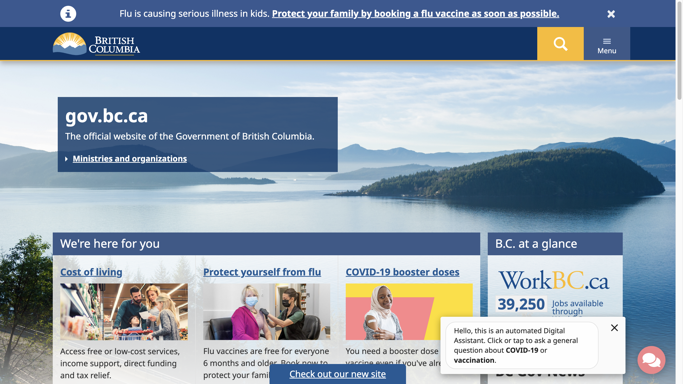 Flu is causing serious illness in kids. Protect your family by booking a flu vaccine as soon as possible.
BRITISH
COLUMBIA
Menu
gov.bc.ca
The official website of the Government of British Columbia.
Ministries and organizations
We're here for you
Cost of living
Access free or low-cost services,
income support, direct funding
and tax relief.
Protect yourself from flu
Flu vaccines are free for everyone
6 months and older. Book now to
protect your
COVID-19 booster doses
You need a booster dose
vaccine even if you've
B.C. at a glance
WorkBC.ca
39,250 Jobs available
through
Hello, this is an automated Digital
Assistant. Click or tap to ask a general
question about COVID-19 or
vaccination.
BC Gov News
Check out our new site